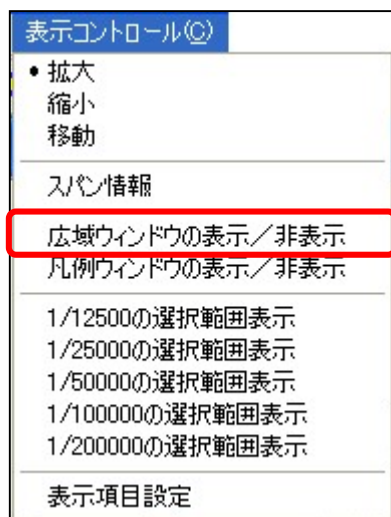 表示コントロール(C)
• 拡大
縮小
移動
スパン情報
広域ウィンドウの表示／非表示
凡例ウィンドウの表示／非表示
1/12500の選択範囲表示
1/25000の選択範囲表示
1/50000の選択範囲表示
1/100000の選択範囲表示
1/200000の選択範囲表示
表示項目設定